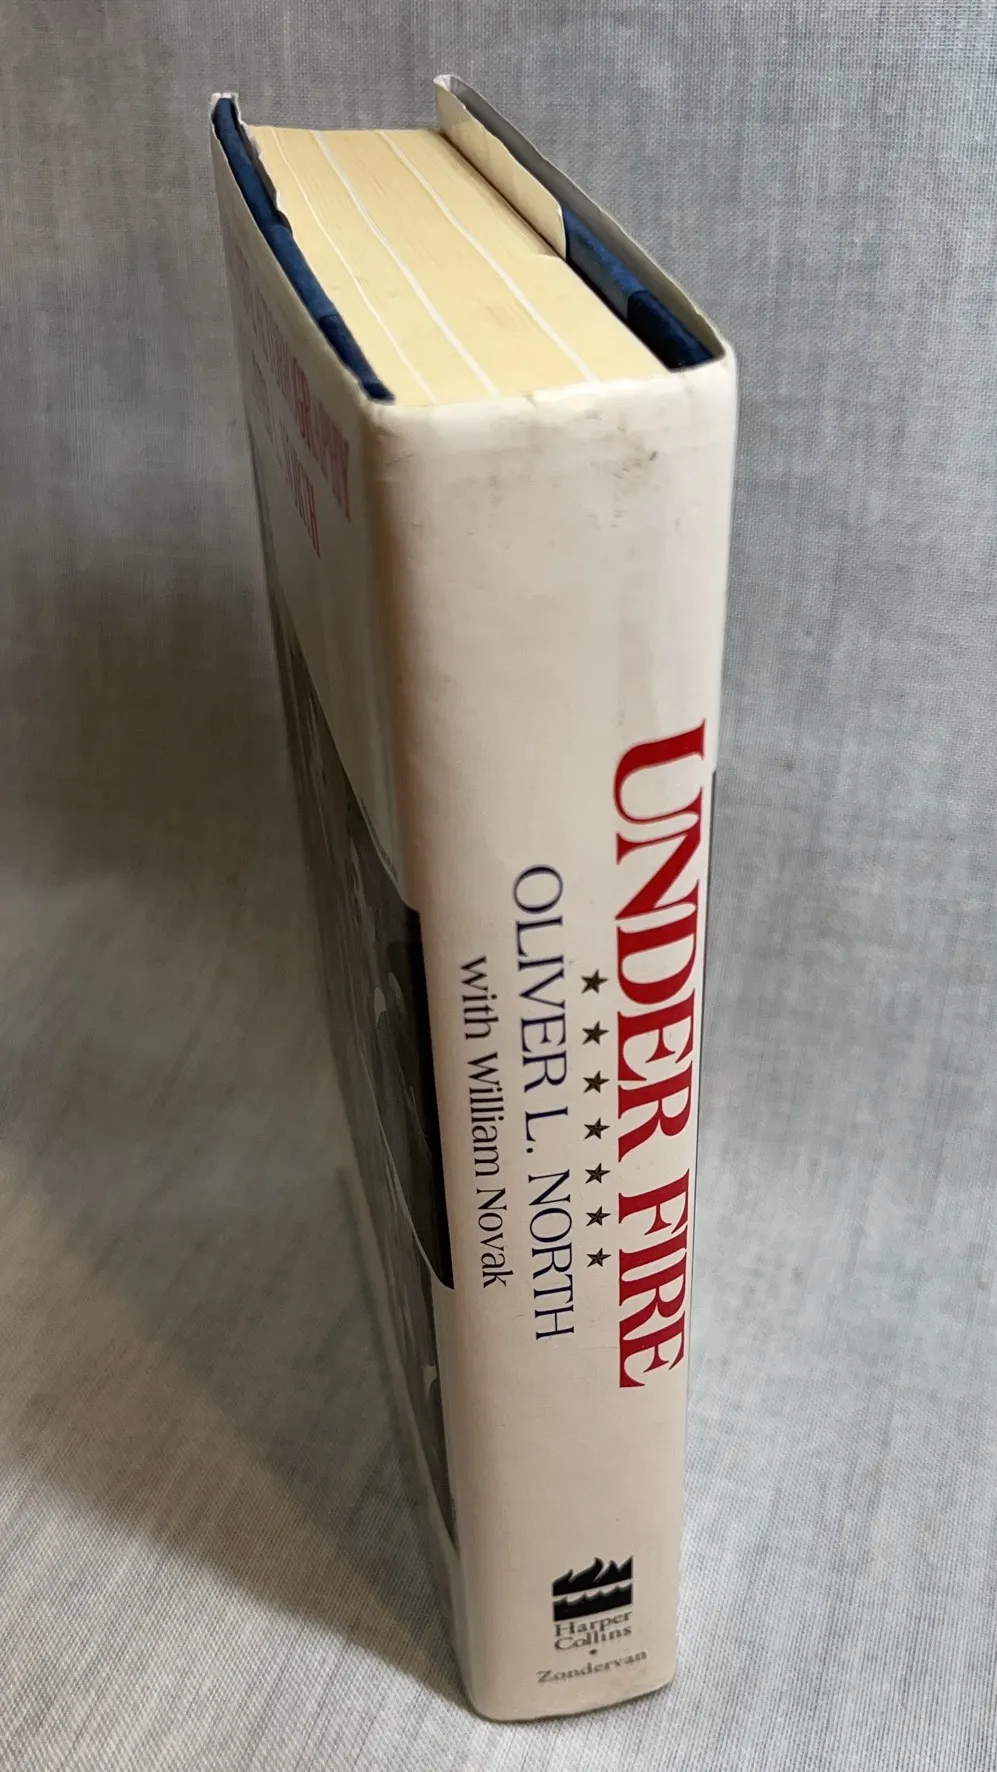 UNDER FIRE
★★★★★★★
OLIVER L. NORTH
with William Novak
Harper
Collins
•
Zondervan